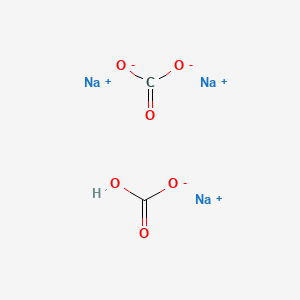 O - O -
Na + C Na +
O
O O -
H Na +
O